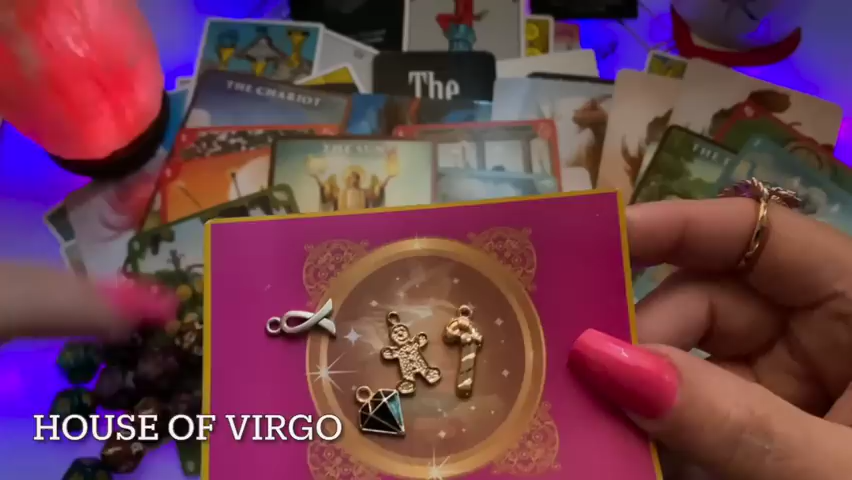 THE CHARIOT
The
THE SUN
HOUSE OF VIRGO